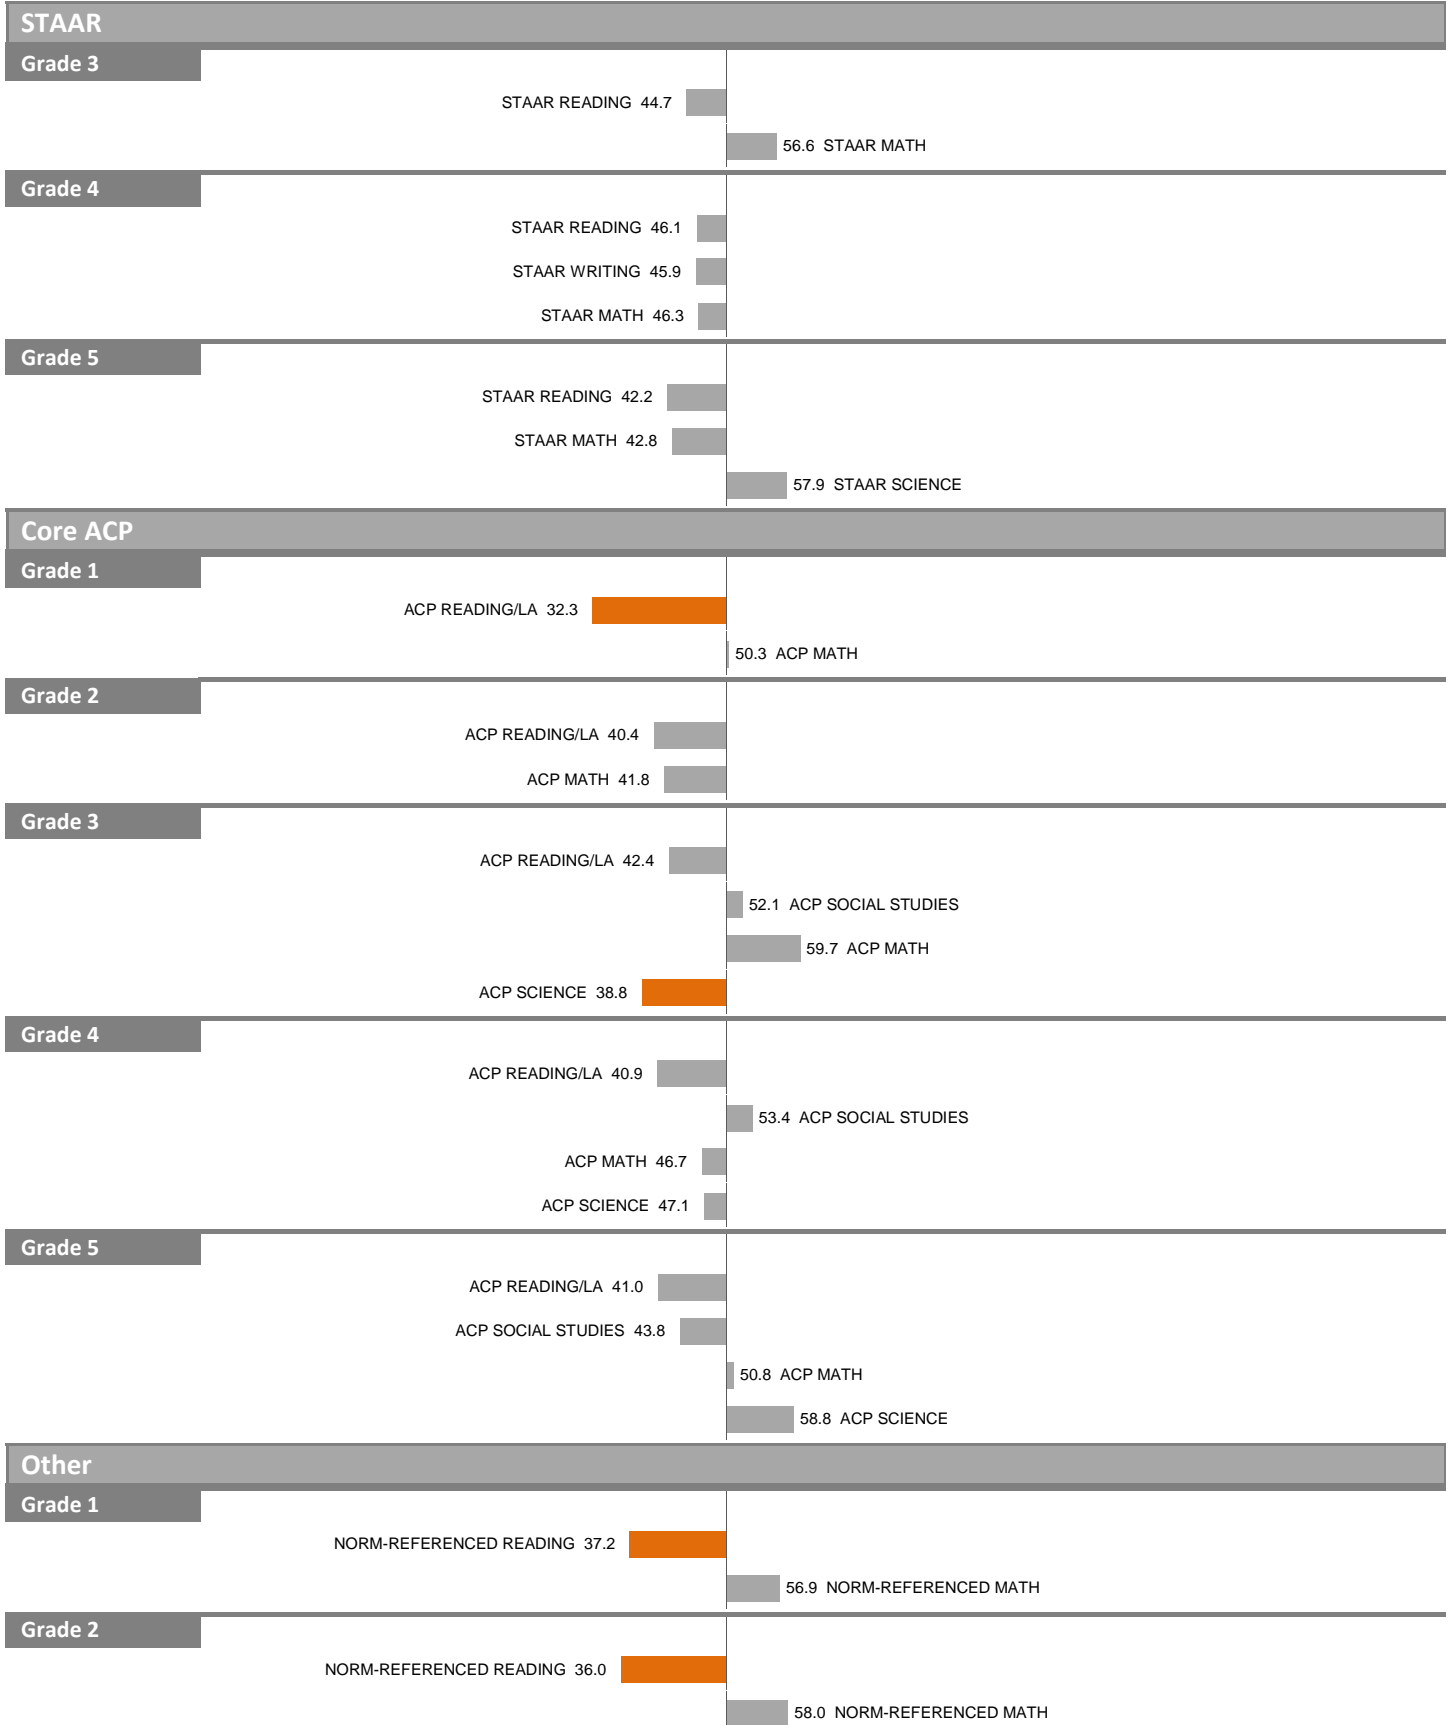 STAAR
Grade 3
STAAR READING 44.7
56.6 STAAR MATH
Grade 4
STAAR READING 46.1
STAAR WRITING 45.9
STAAR MATH 46.3
Grade 5
STAAR READING 42.2
STAAR MATH 42.8
57.9 STAAR SCIENCE
Core ACP
Grade 1
ACP READING/LA 32.3
50.3 ACP MATH
Grade 2
ACP READING/LA 40.4
ACP MATH 41.8
Grade 3
ACP READING/LA 42.4
52.1 ACP SOCIAL STUDIES
59.7 ACP MATH
ACP SCIENCE 38.8
Grade 4
ACP READING/LA 40.9
53.4 ACP SOCIAL STUDIES
ACP MATH 46.7
ACP SCIENCE 47.1
Grade 5
ACP READING/LA 41.0
ACP SOCIAL STUDIES 43.8
50.8 ACP MATH
58.8 ACP SCIENCE
Other
Grade 1
NORM-REFERENCED READING 37.2
56.9 NORM-REFERENCED MATH
Grade 2
NORM-REFERENCED READING 36.0
58.0 NORM-REFERENCED MATH